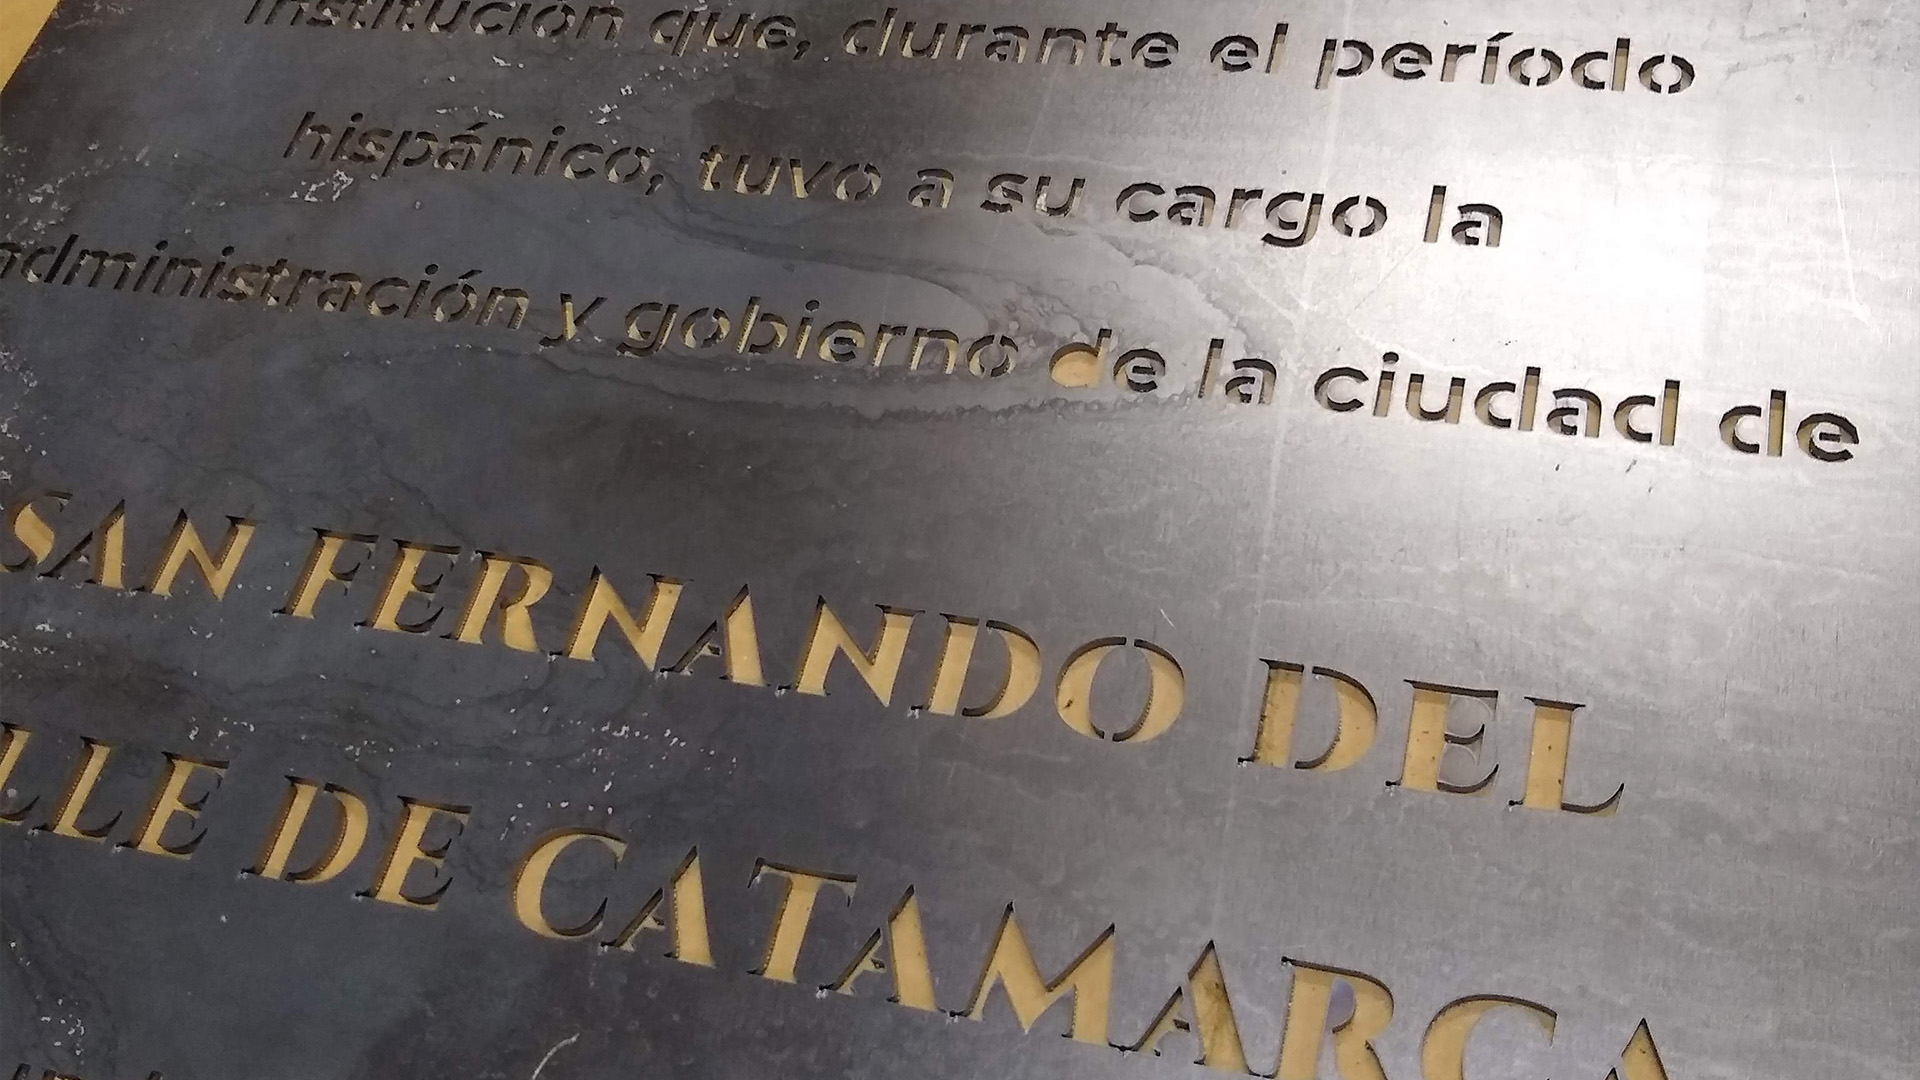 institución que, durante el período
hispánico, tuvo a su cargo la
administración y gobierno de la ciudad de
SAN FERNANDO DEL
LLE DE CATAMARCA